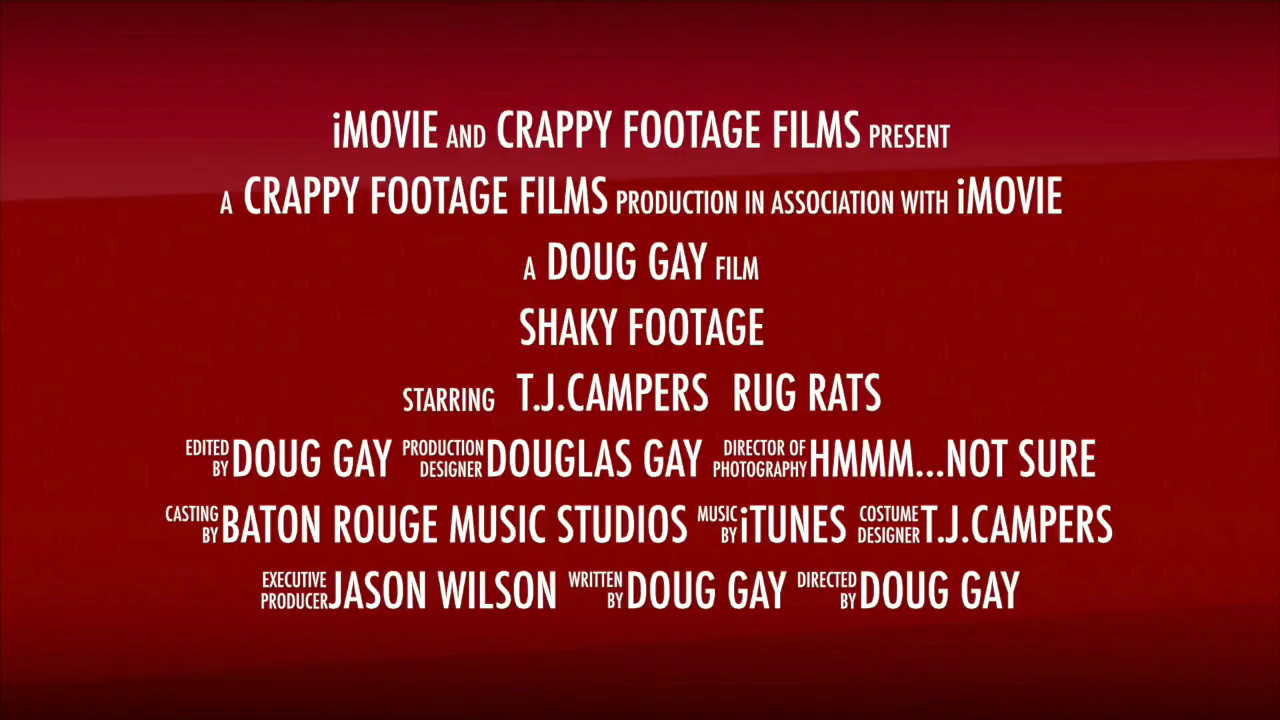 iMOVIE AND CRAPPY FOOTAGE FILMS PRESENT
A CRAPPY FOOTAGE FILMS PRODUCTION IN ASSOCIATION WITH iMOVIE
A DOUG GAY FILM
SHAKY FOOTAGE
STARRING T.J.CAMPERS RUG RATS
EDITED BY DOUG GAY PRODUCTION DESIGNER DOUGLAS GAY DIRECTOR OF PHOTOGRAPHY HMMM...NOT SURE
CASTING BY BATON ROUGE MUSIC STUDIOS MUSIC BY iTUNES COSTUME DESIGNER T.J.CAMPERS
EXECUTIVE PRODUCER JASON WILSON WRITTEN BY DOUG GAY DIRECTED BY DOUG GAY